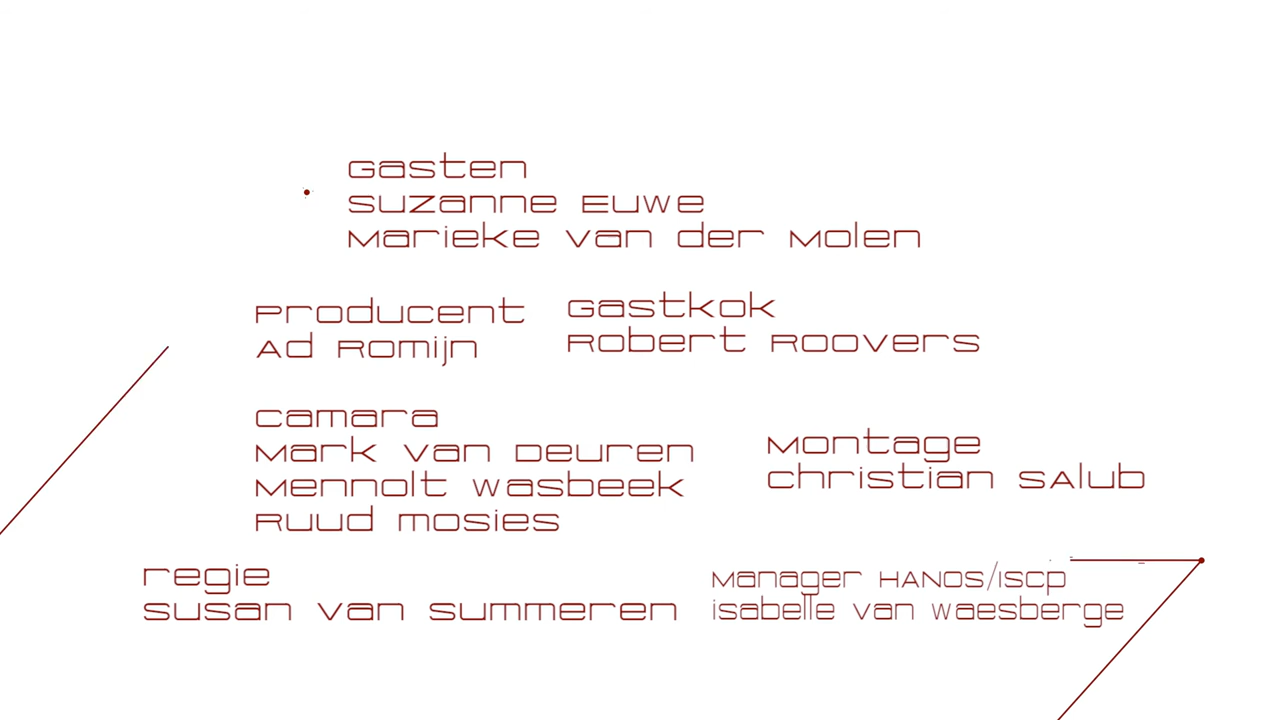 Gasten
Suzanne Euwe
Marieke van der Molen
Producent
Ad Romijn
Gastkok
Robert Roovers
camara
Mark van Deuren
Mennolt Wasbeek
Ruud mosies
Montage
christian SAlub
regie
susan van summeren
Manager HANOS/iscp
isabelle van waesberge